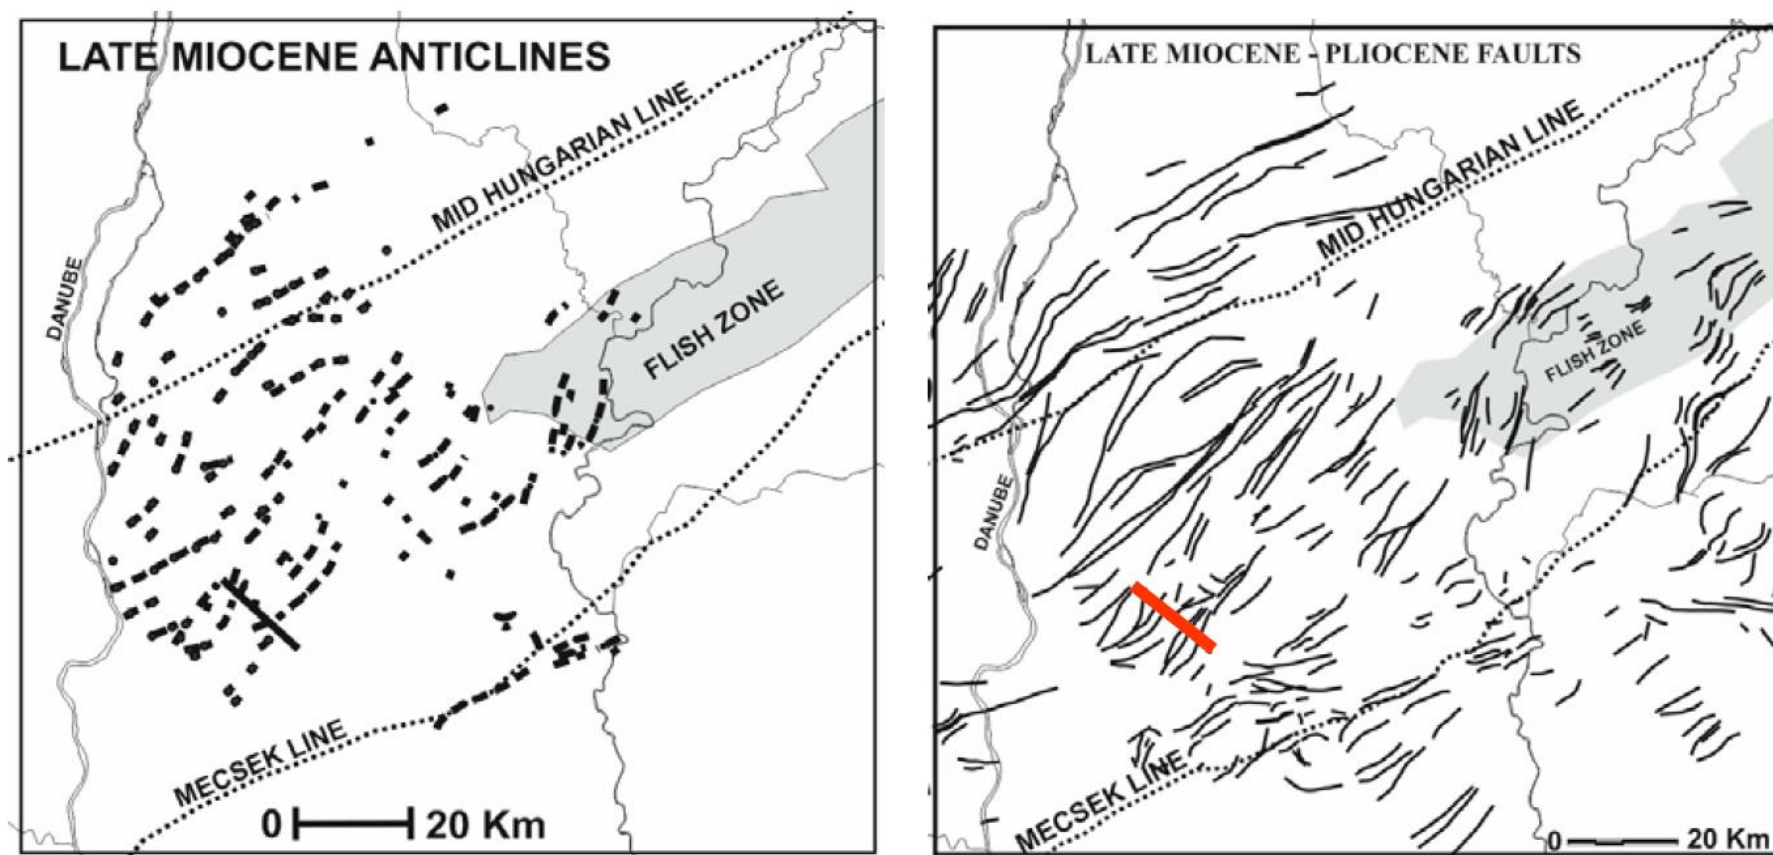 LATE MIOCENE ANTICLINES
MID HUNGARIAN LINE
DANUBE
FLISH ZONE
MECSEK LINE
0 20 Km
LATE MIOCENE - PLIOCENE FAULTS
MID HUNGARIAN LINE
FLISH ZONE
DANUBE
MECSEK LINE
0 20 Km